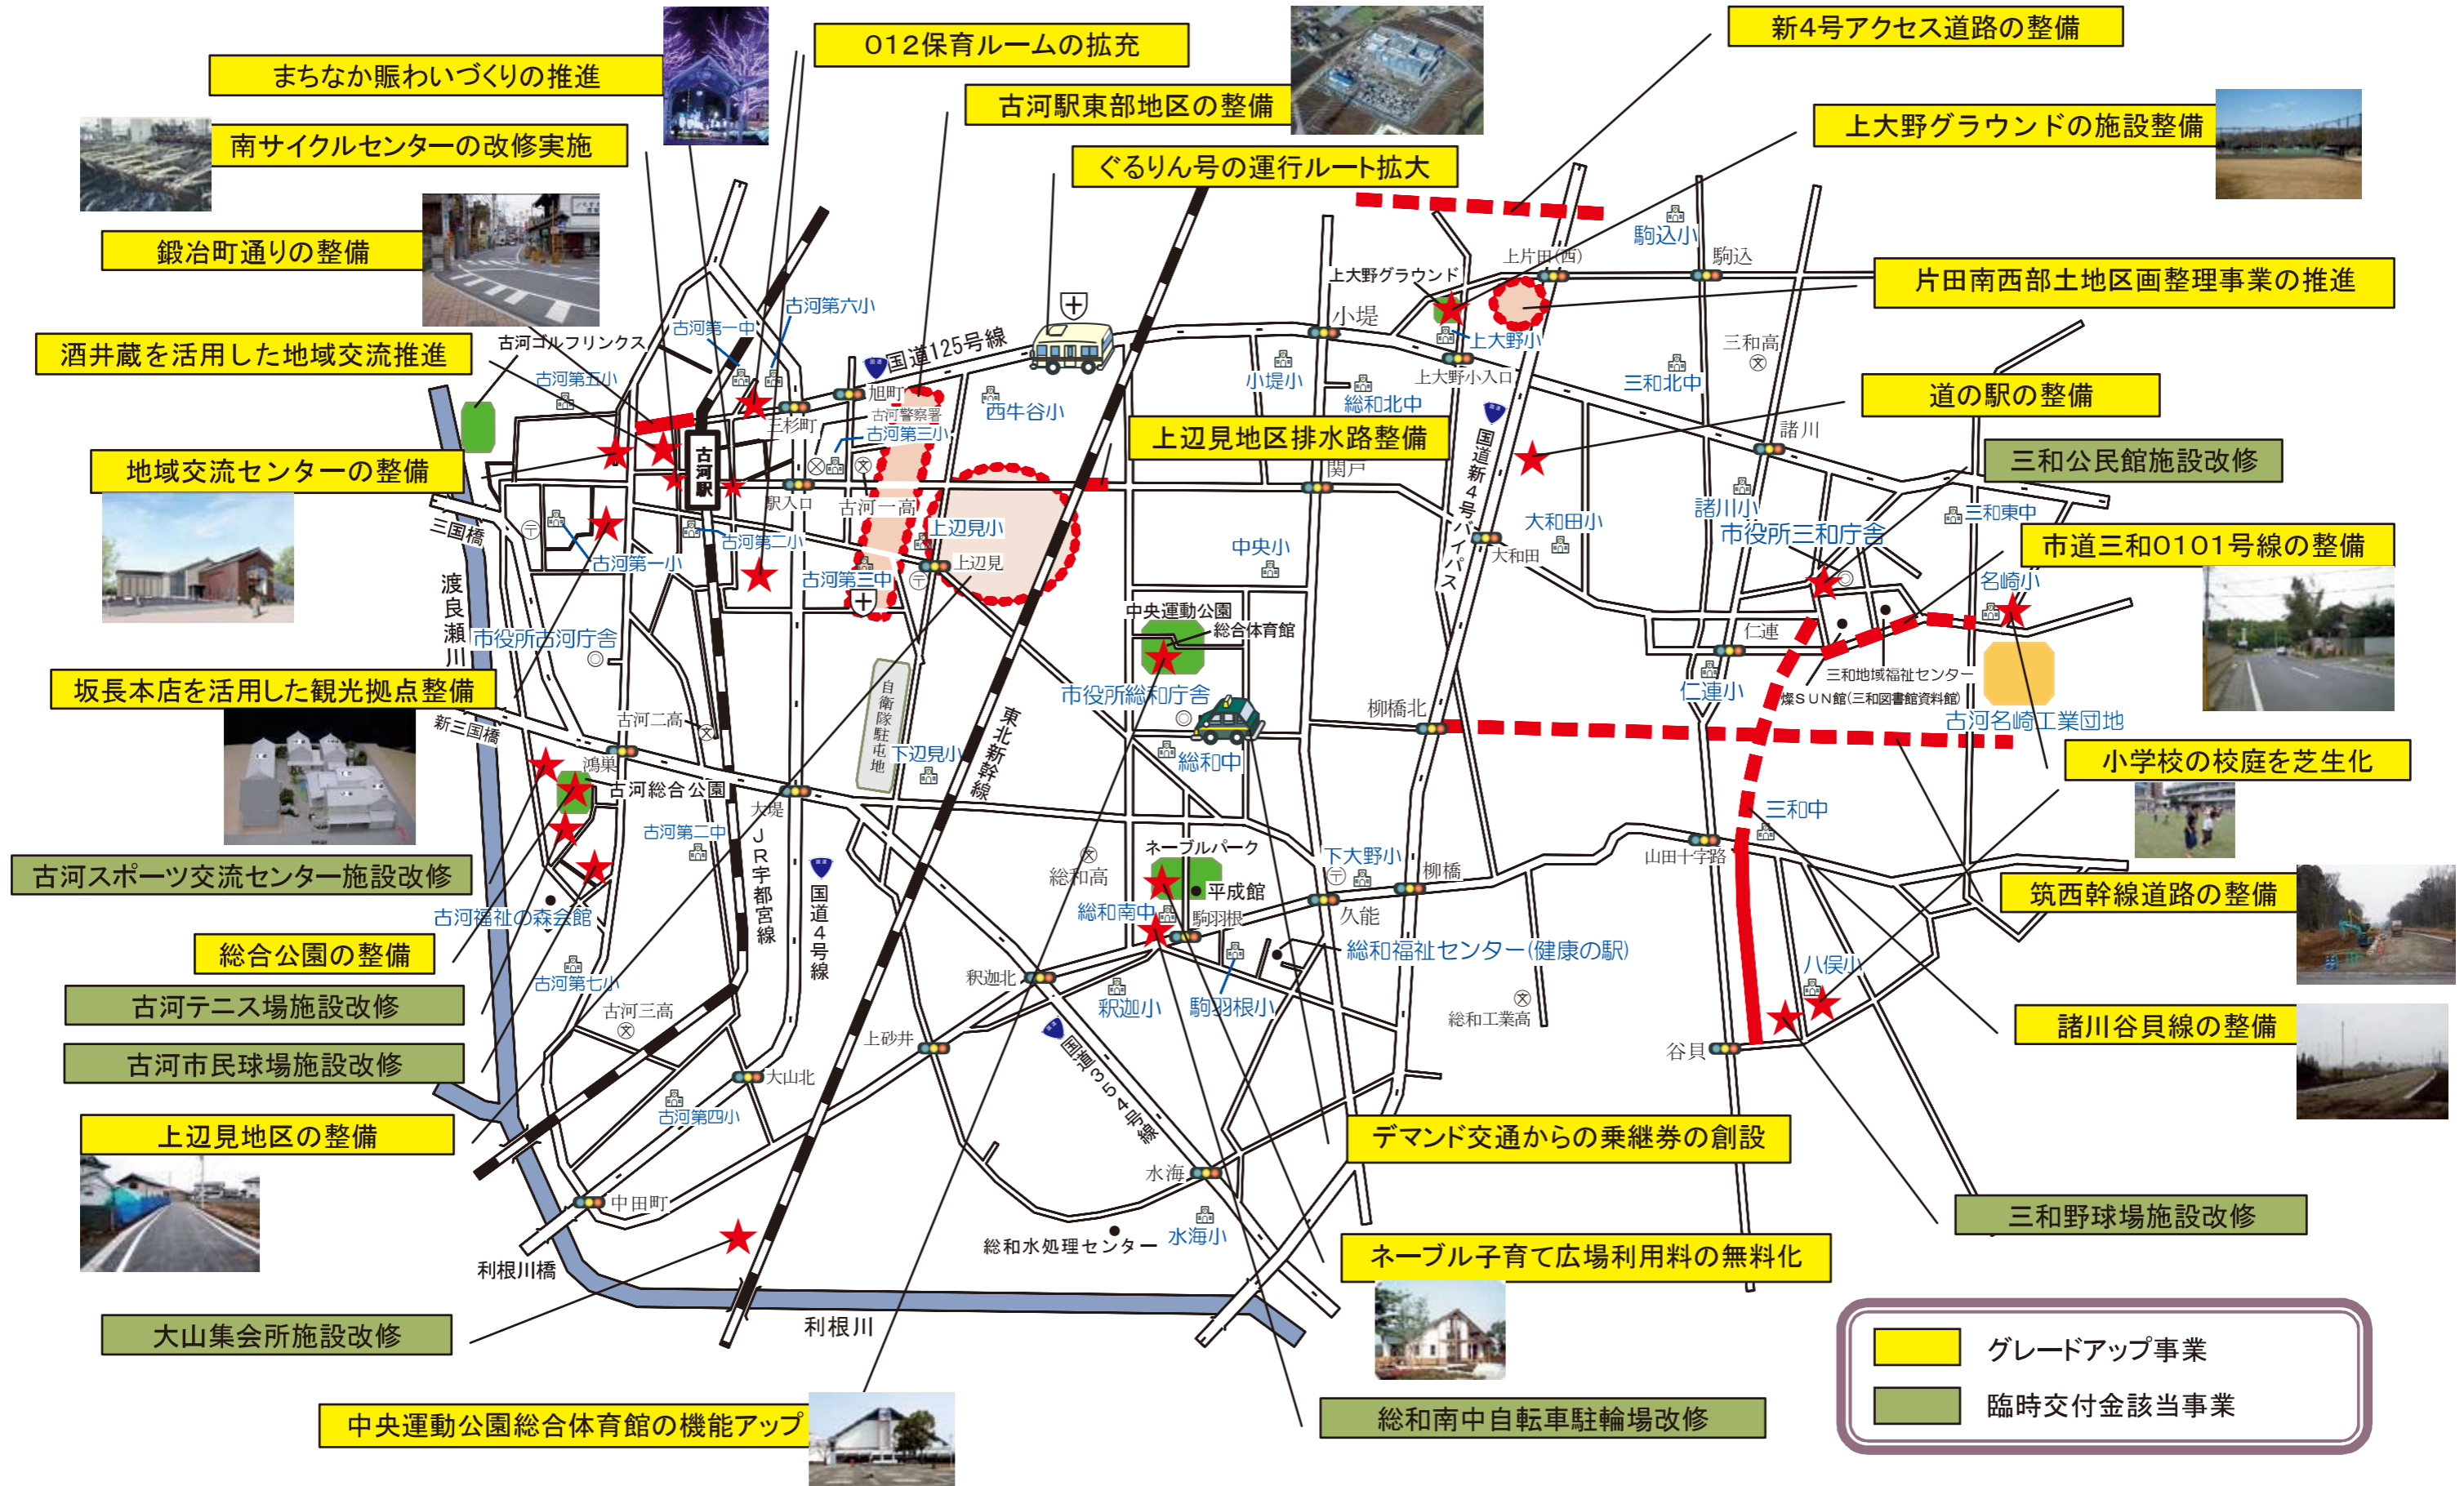 012保育ルームの拡充
新4号アクセス道路の整備
まちなか賑わいづくりの推進
古河駅東部地区の整備
上大野グラウンドの施設整備
南サイクルセンターの改修実施
ぐるりん号の運行ルート拡大
鍛冶町通りの整備
片田南西部土地区画整理事業の推進
酒井蔵を活用した地域交流推進
道の駅の整備
上辺見地区排水路整備
三和公民館施設改修
地域交流センターの整備
市道三和0101号線の整備
坂長本店を活用した観光拠点整備
小学校の校庭を芝生化
古河スポーツ交流センター施設改修
筑西幹線道路の整備
総合公園の整備
古河テニス場施設改修
諸川谷貝線の整備
古河市民球場施設改修
上辺見地区の整備
デマンド交通からの乗継券の創設
三和野球場施設改修
ネーブル子育て広場利用料の無料化
大山集会所施設改修
総和南中自転車駐輪場改修
中央運動公園総合体育館の機能アップ
グレードアップ事業
臨時交付金該当事業
駒込小
駒込
上片田(西)
上大野グラウンド
上大野小
上大野小入口
小堤
小堤小
総和北中
三和高
三和北中
諸川
諸川小
三和東中
市役所三和庁舎
名崎小
大和田小
大和田
国道新4号バイパス
関戸
中央小
仁連
仁連小
三和地域福祉センター
燦SUN館(三和図書館資料館)
古河名崎工業団地
古河第六小
古河第一中
古河ゴルフリンクス
古河第五小
国道125号線
旭町
古河警察署
西牛谷小
三杉町
古河第三小
古河駅
駅入口
古河一高
上辺見小
上辺見
古河第二小
古河第三中
古河第一小
三国橋
渡良瀬川
市役所古河庁舎
新三国橋
古河二高
鴻巣
古河総合公園
大堤
古河第二中
JR宇都宮線
国道4号線
古河福祉の森会館
古河第七小
古河三高
古河第四小
大山北
中田町
利根川橋
利根川
自衛隊駐屯地
下辺見小
東北新幹線
中央運動公園
総合体育館
市役所総和庁舎
総和中
柳橋北
ネーブルパーク
平成館
総和高
総和南中
駒羽根
駒羽根小
下大野小
柳橋
久能
総和福祉センター(健康の駅)
釈迦北
釈迦小
上砂井
国道354号線
総和工業高
水海
水海小
総和水処理センター
山田十字路
三和中
八俣小
谷貝
国道
国道
国道
国道